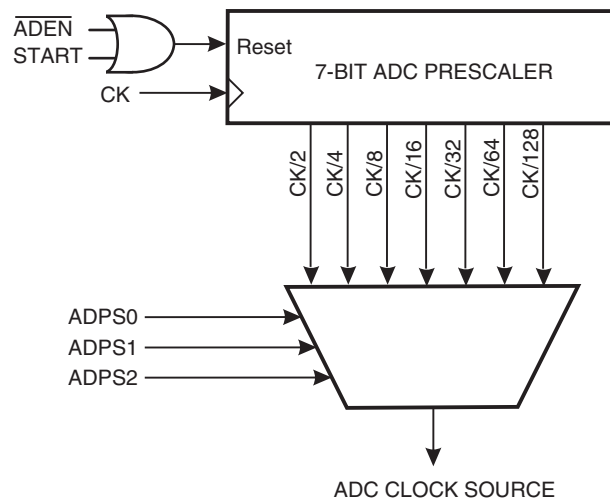 ADEN
START
Reset
7-BIT ADC PRESCALER
CK
CK/2
CK/4
CK/8
CK/16
CK/32
CK/64
CK/128
ADPS0
ADPS1
ADPS2
ADC CLOCK SOURCE